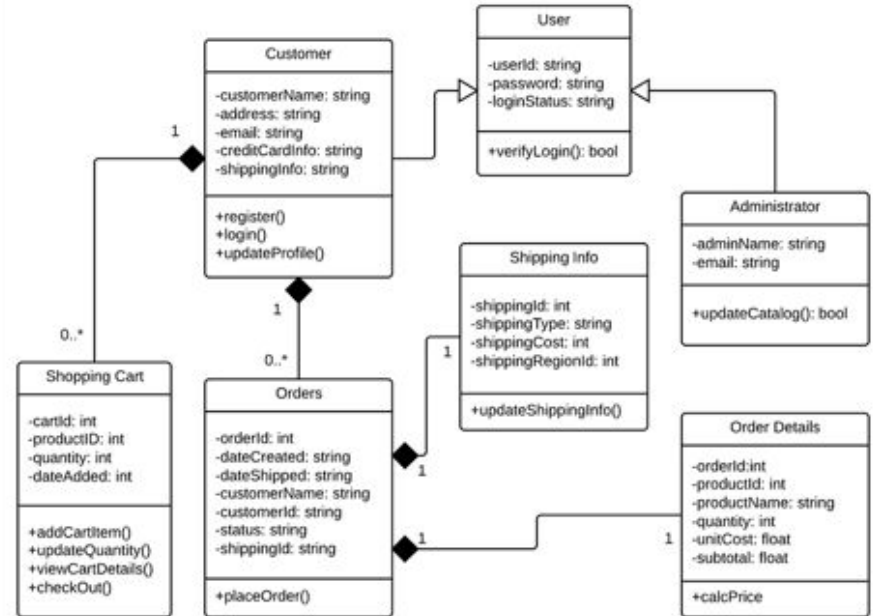 User
-userId: string
-password: string
-loginStatus: string
+verifyLogin(): bool
Customer
-customerName: string
-address: string
-email: string
-creditCardInfo: string
-shippingInfo: string
+register()
+login()
+updateProfile()
1
0..*
1
0..*
Administrator
-adminName: string
-email: string
+updateCatalog(): bool
Shipping Info
-shippingId: int
-shippingType: string
-shippingCost: int
-shippingRegionId: int
+updateShippingInfo()
1
1
Shopping Cart
-cartId: int
-productID: int
-quantity: int
-dateAdded: int
+addCartItem()
+updateQuantity()
+viewCartDetails()
+checkOut()
Orders
-orderId: int
-dateCreated: string
-dateShipped: string
-customerName: string
-customerId: string
-status: string
-shippingId: string
+placeOrder()
1
1
Order Details
-orderId:int
-productId: int
-productName: string
-quantity: int
-unitCost: float
-subtotal: float
+calcPrice